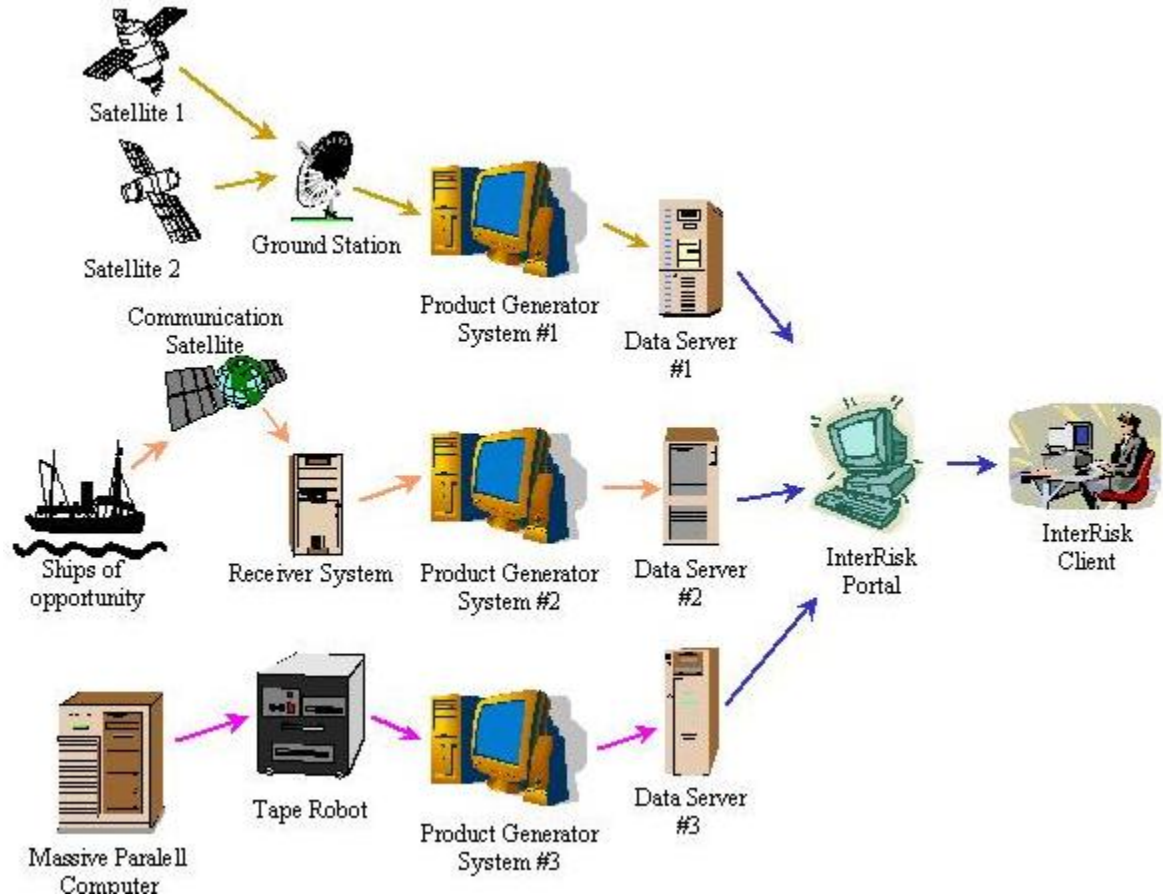 Satellite 1
Satellite 2
Ground Station
Product Generator
System #1
Data Server
#1
Communication
Satellite
Ships of
opportunity
Receiver System
Product Generator
System #2
Data Server
#2
InterRisk
Portal
InterRisk
Client
Massive Paralell
Computer
Tape Robot
Product Generator
System #3
Data Server
#3